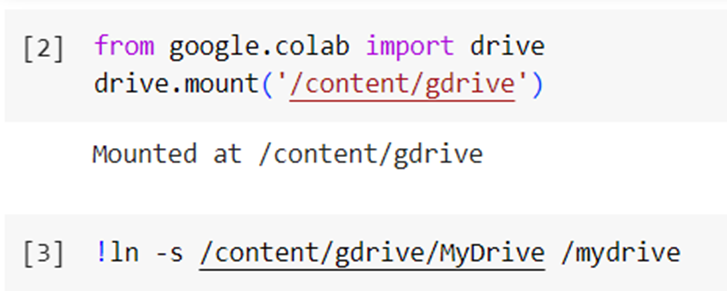 [2] from google.colab import drive
drive.mount('/content/gdrive')
Mounted at /content/gdrive
[3] !ln -s /content/gdrive/MyDrive /mydrive